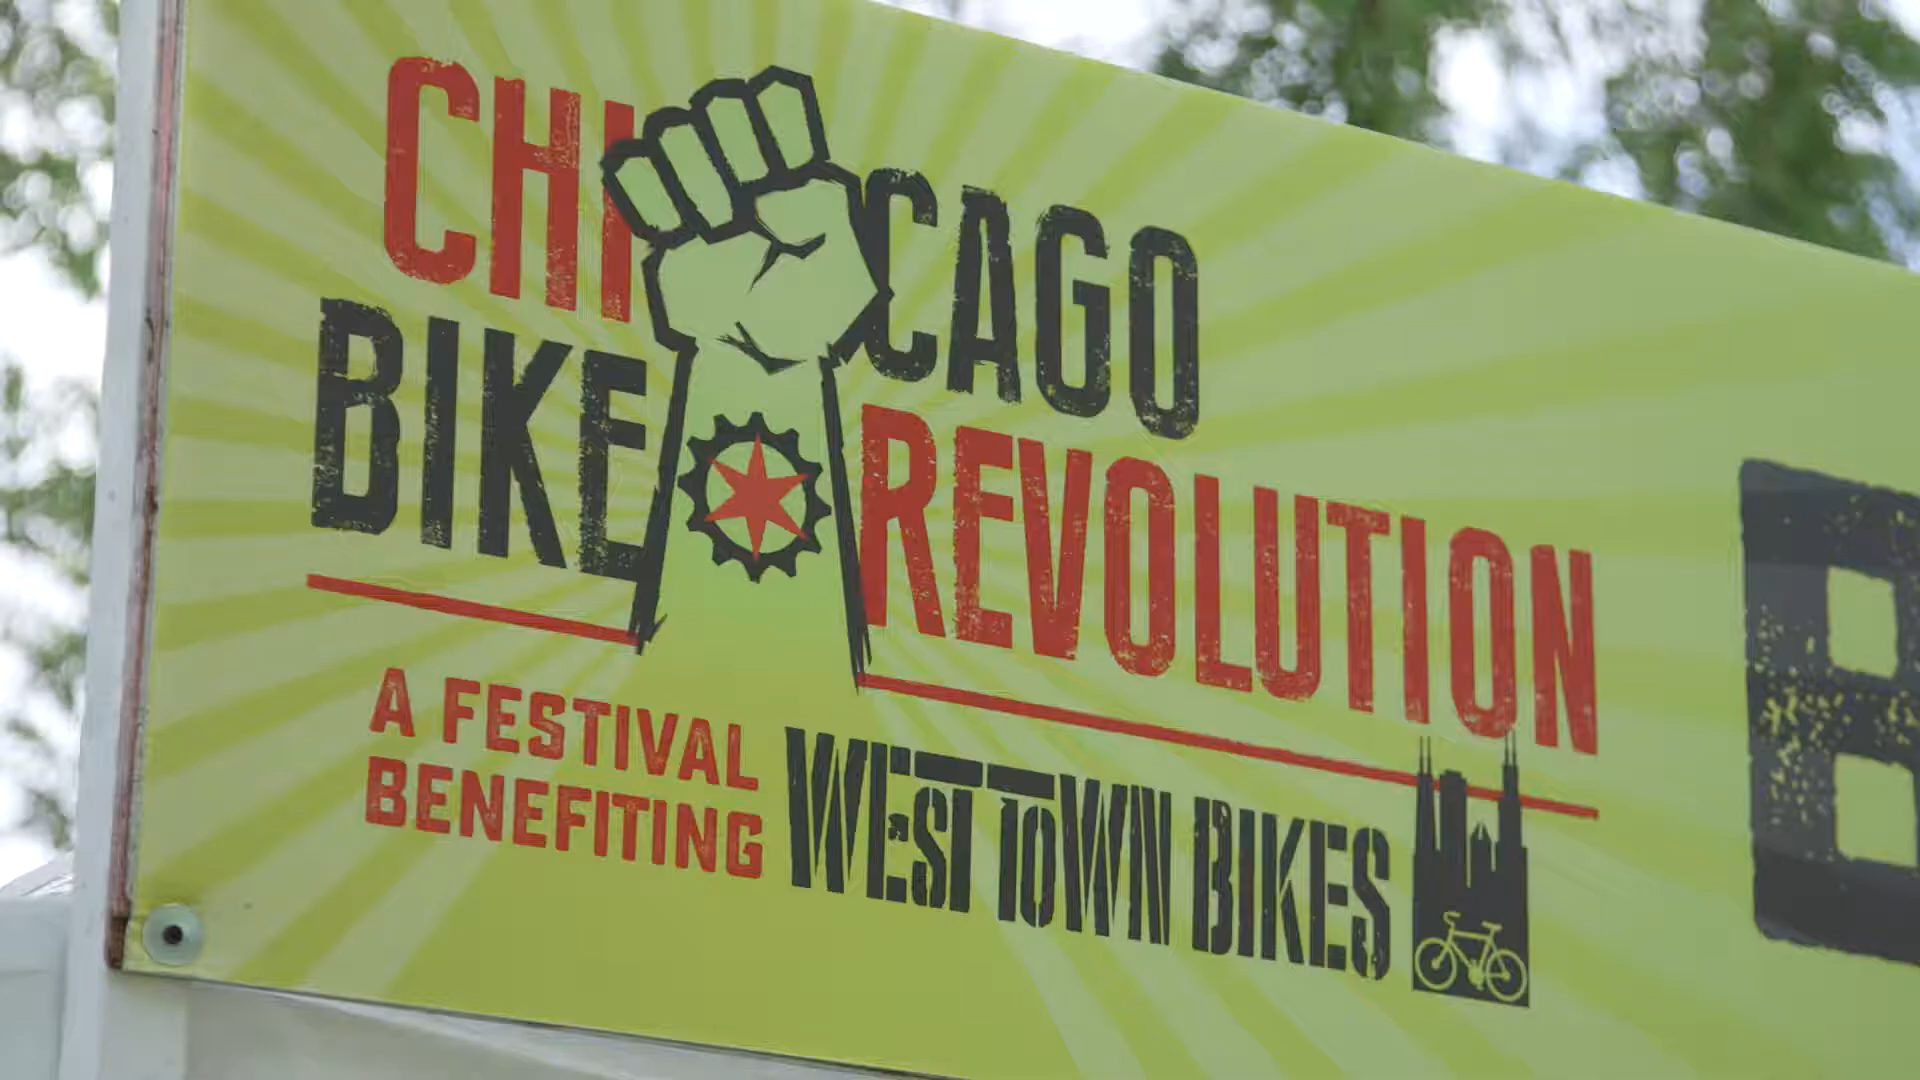 CHICAGO
BIKE REVOLUTION
A FESTIVAL
BENEFITING
WEST TOWN BIKES